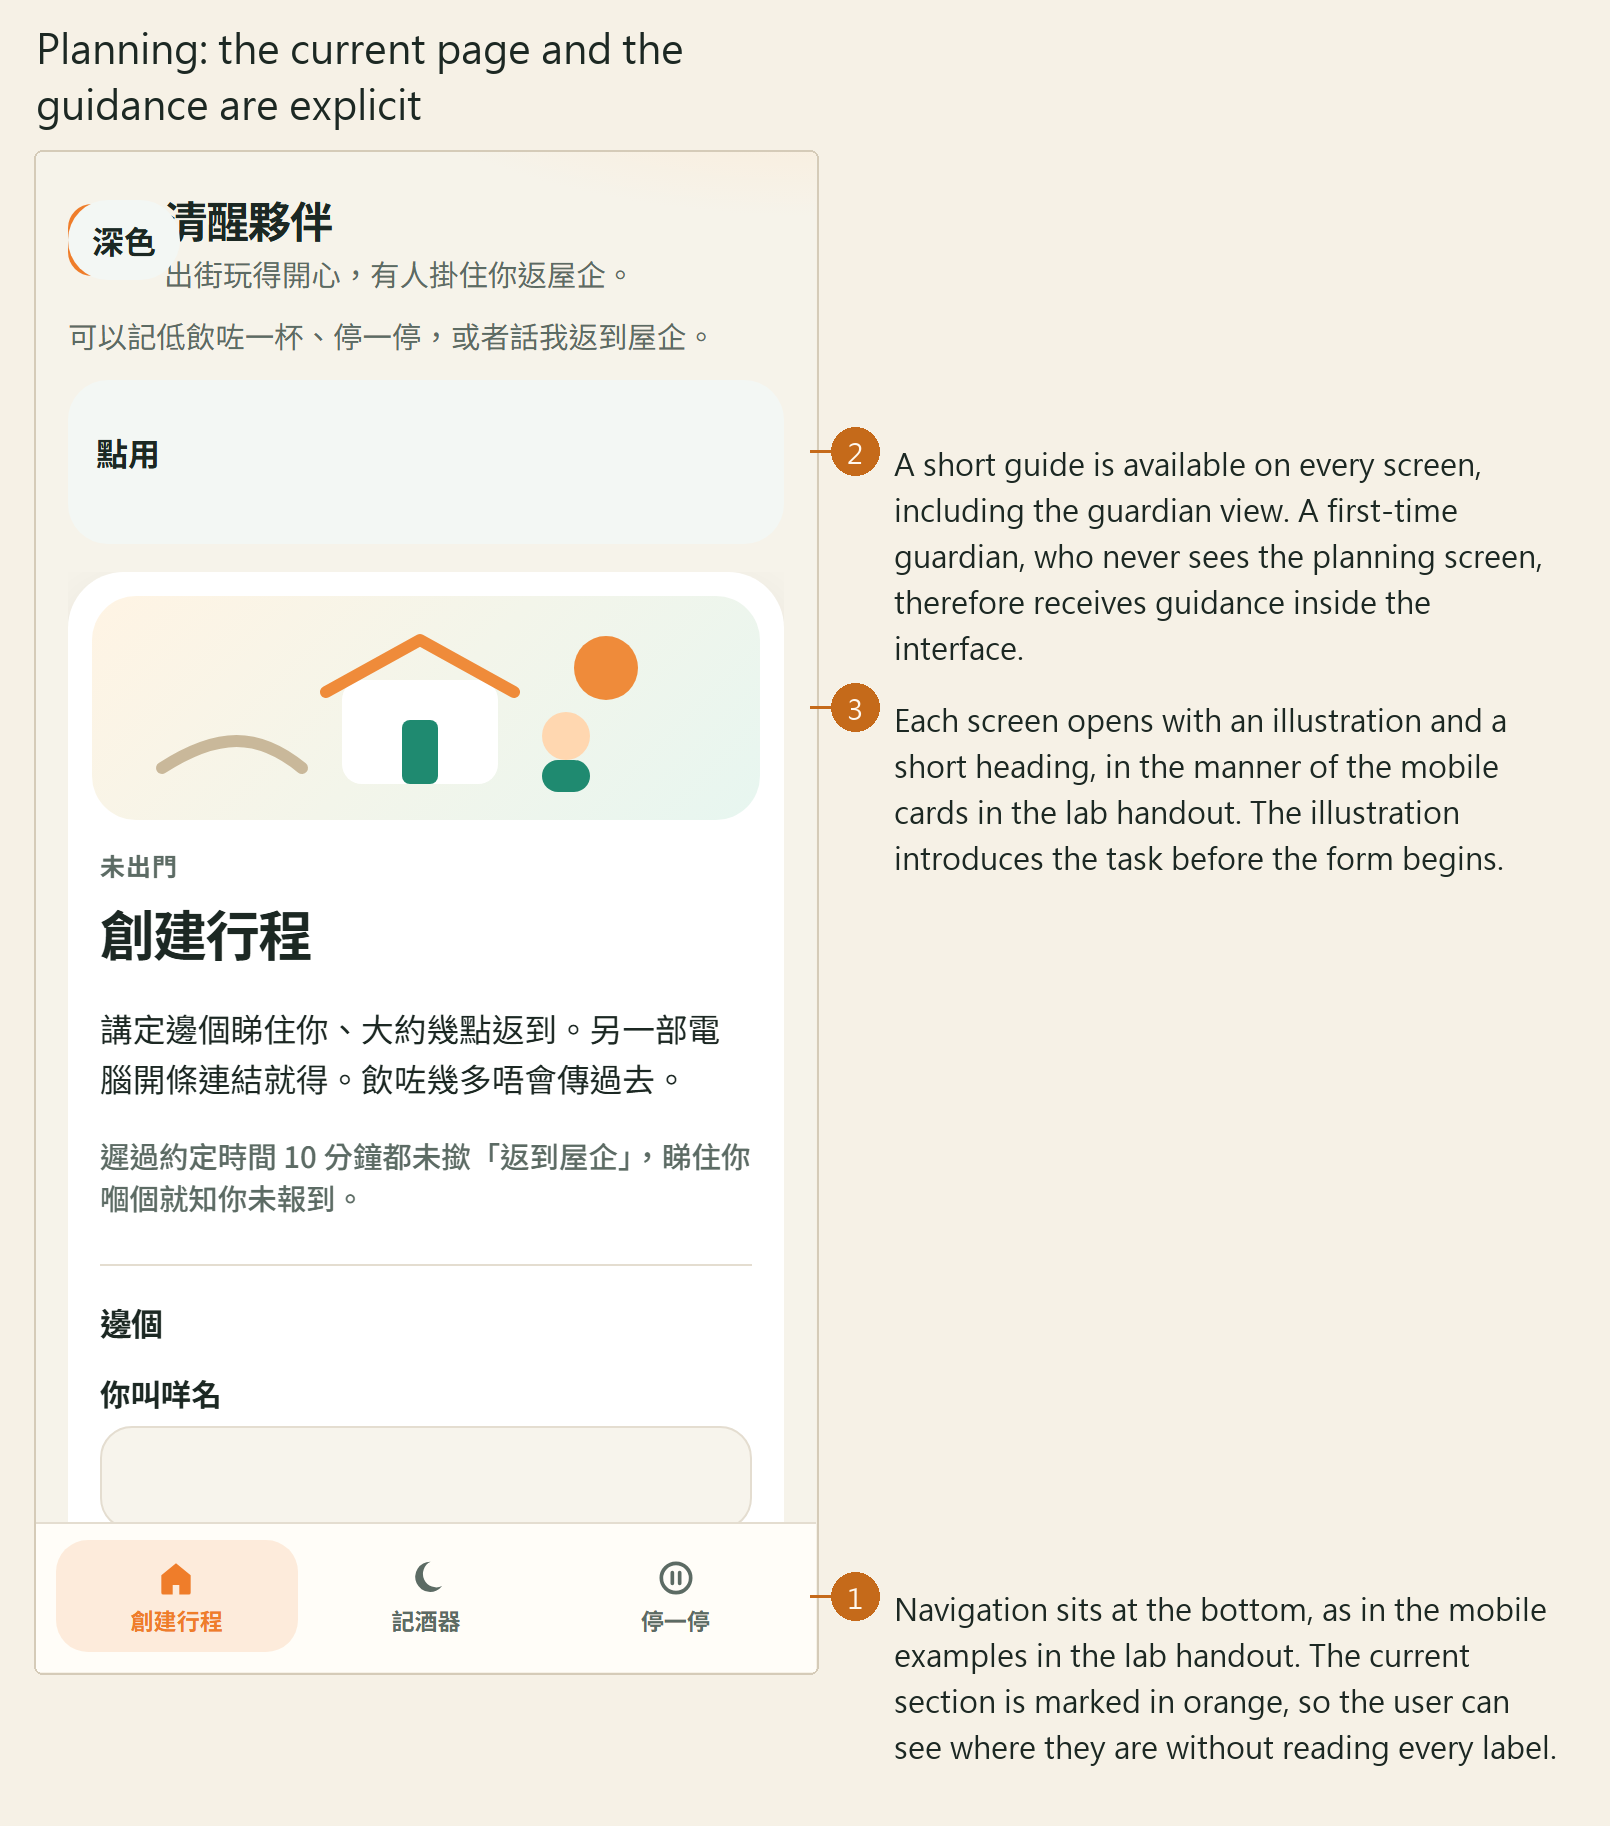 Planning: the current page and the
guidance are explicit
深色
清醒夥伴
出街玩得開心，有人掛住你返屋企。
可以記低飲咗一杯、停一停，或者話我返到屋企。
點用
2
A short guide is available on every screen,
including the guardian view. A first-time
guardian, who never sees the planning screen,
therefore receives guidance inside the
interface.
3
Each screen opens with an illustration and a
short heading, in the manner of the mobile
cards in the lab handout. The illustration
introduces the task before the form begins.
未出門
創建行程
講定邊個睇住你、大約幾點返到。另一部電
腦開條連結就得。飲咗幾多唔會傳過去。
遲過約定時間 10 分鐘都未撳「返到屋企」，睇住你
嗰個就知你未報到。
邊個
你叫咩名
創建行程
記酒器
停一停
1
Navigation sits at the bottom, as in the mobile
examples in the lab handout. The current
section is marked in orange, so the user can
see where they are without reading every label.